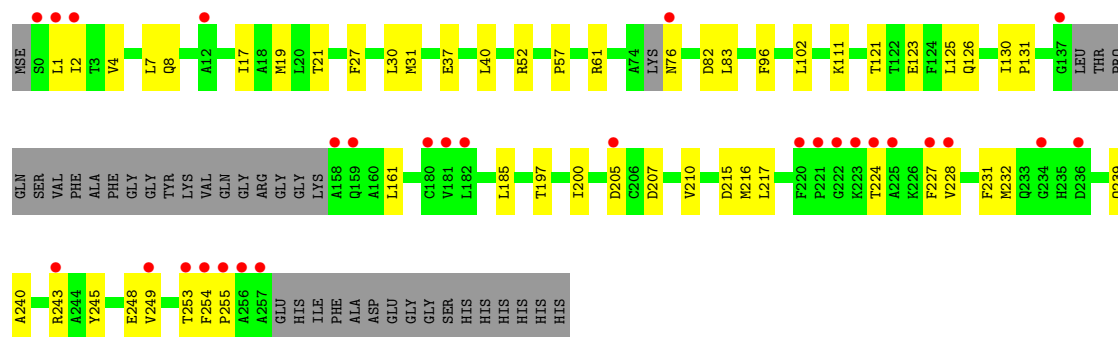 MSE S0 L1 I2 T3 V4 L7 Q8 A12 I17 A18 M19 L20 T21 F27 L30 M31 E37 L40 R52 P57 R61 A74 LYS N76 D82 L83 F96 L102 K111 T121 T122 E123 F124 L125 Q126 I130 P131 G137 LEU THR PRO
GLN SER VAL PHE ALA PHE GLY GLY TYR LYS VAL GLN GLY ARG GLY GLY LYS A158 Q159 A160 L161 C180 V181 L182 L185 T197 I200 D205 C206 D207 V210 D215 M216 L217 F220 P221 G222 K223 T224 A225 K226 F227 V228 F231 M232 Q233 G234 H235 D236 Q239
A240 R243 A244 Y245 E248 V249 T253 F254 P255 A256 A257 GLU HIS ILE PHE ALA ASP GLU GLY GLY SER HIS HIS HIS HIS HIS HIS